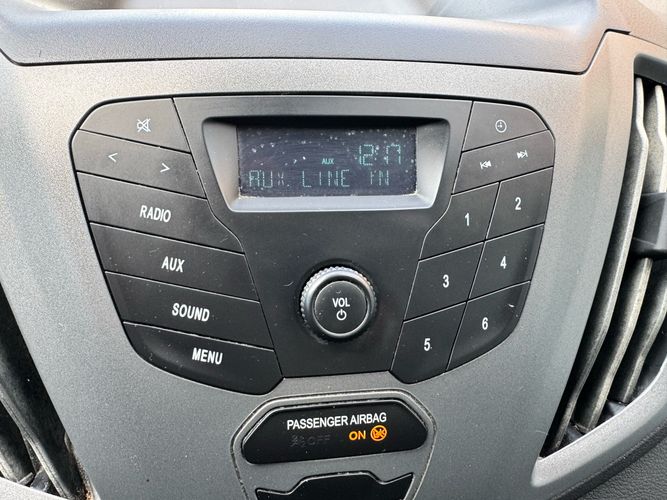 AUX 12:17
AUX LINE IN
RADIO
AUX
SOUND
MENU
VOL
1 2
3 4
5 6
PASSENGER AIRBAG
OFF ON